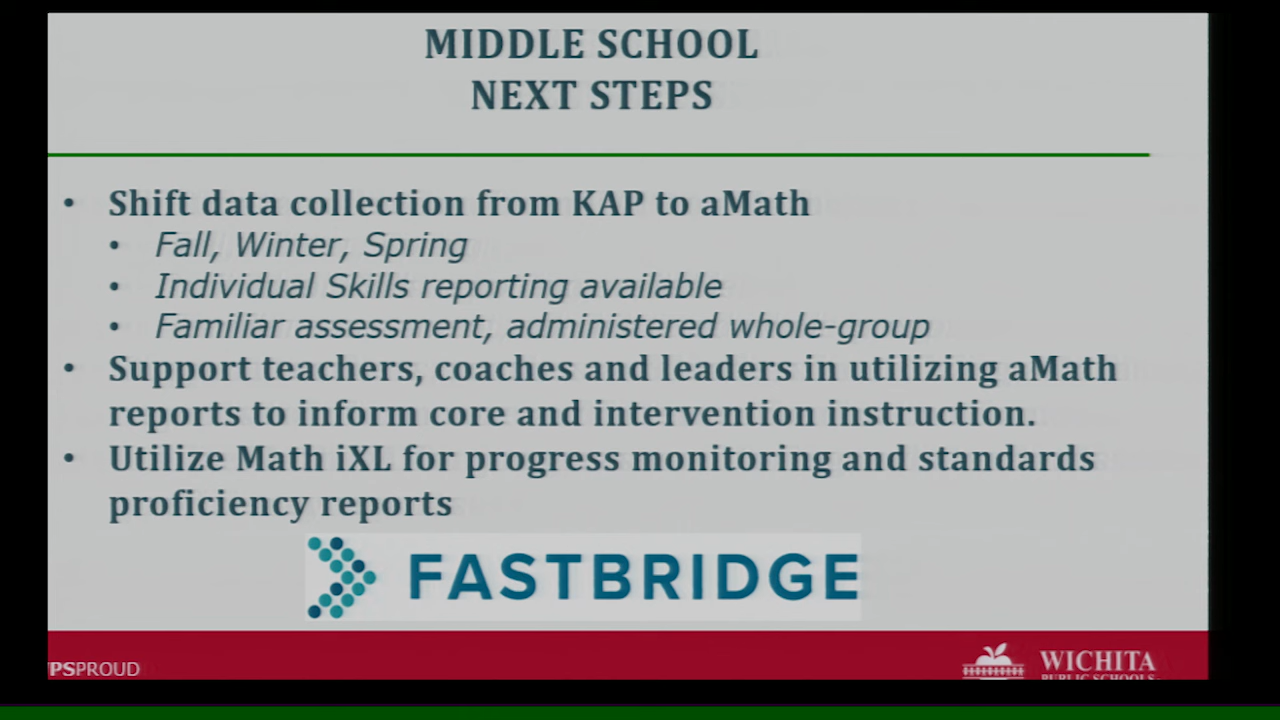 MIDDLE SCHOOL
NEXT STEPS
• Shift data collection from KAP to aMath
• Fall, Winter, Spring
• Individual Skills reporting available
• Familiar assessment, administered whole-group
• Support teachers, coaches and leaders in utilizing aMath
reports to inform core and intervention instruction.
• Utilize Math iXL for progress monitoring and standards
proficiency reports
FASTBRIDGE
PSPROUD
WICHITA
PUBLIC SCHOOLS